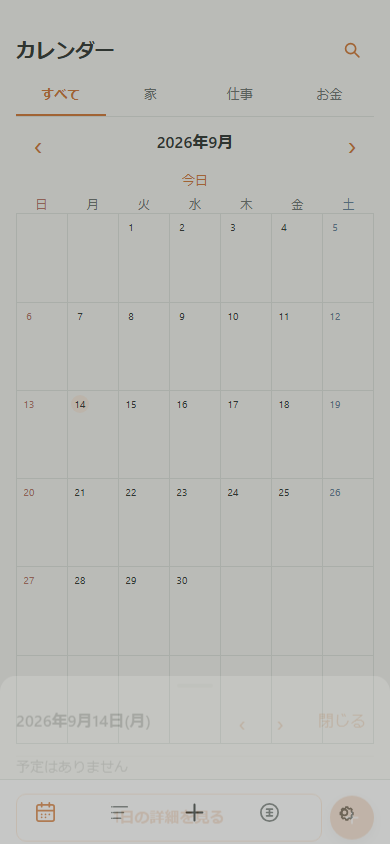 カレンダー
すべて 家 仕事 お金
‹ 2026年9月 ›
今日
日 月 火 水 木 金 土
1 2 3 4 5
6 7 8 9 10 11 12
13 14 15 16 17 18 19
20 21 22 23 24 25 26
27 28 29 30
2026年9月14日(月) ‹ › 閉じる
予定はありません
日の詳細を見る